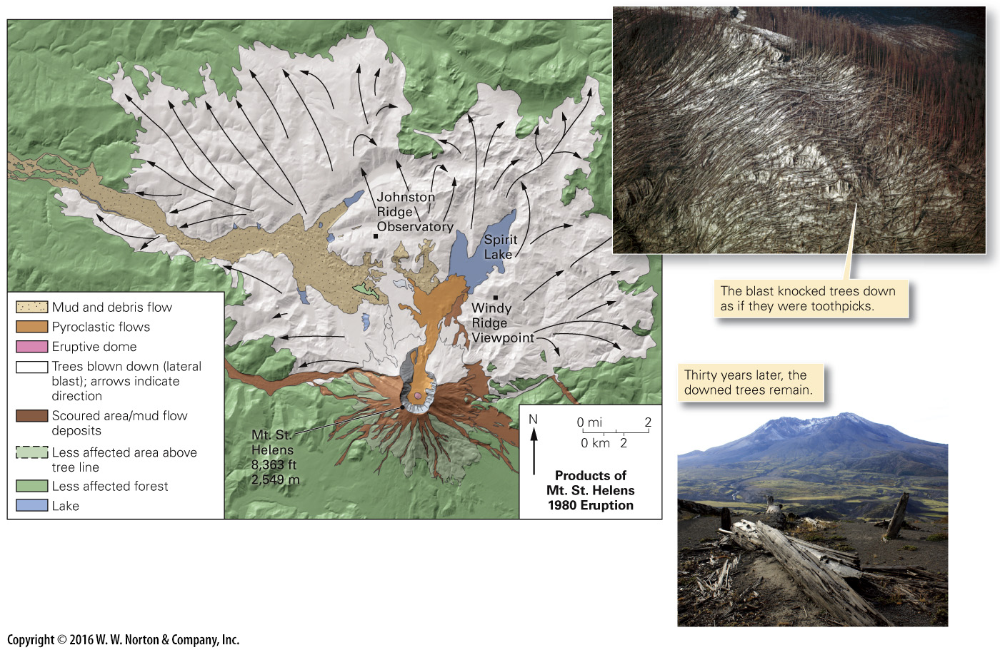 Johnston
Ridge
Observatory
Spirit
Lake
Windy
Ridge
Viewpoint
Mt. St.
Helens
8,363 ft
2,549 m
Mud and debris flow
Pyroclastic flows
Eruptive dome
Trees blown down (lateral
blast); arrows indicate
direction
Scoured area/mud flow
deposits
Less affected area above
tree line
Less affected forest
Lake
N
0 mi 2
0 km 2
Products of
Mt. St. Helens
1980 Eruption
The blast knocked trees down
as if they were toothpicks.
Thirty years later, the
downed trees remain.
Copyright © 2016 W. W. Norton & Company, Inc.